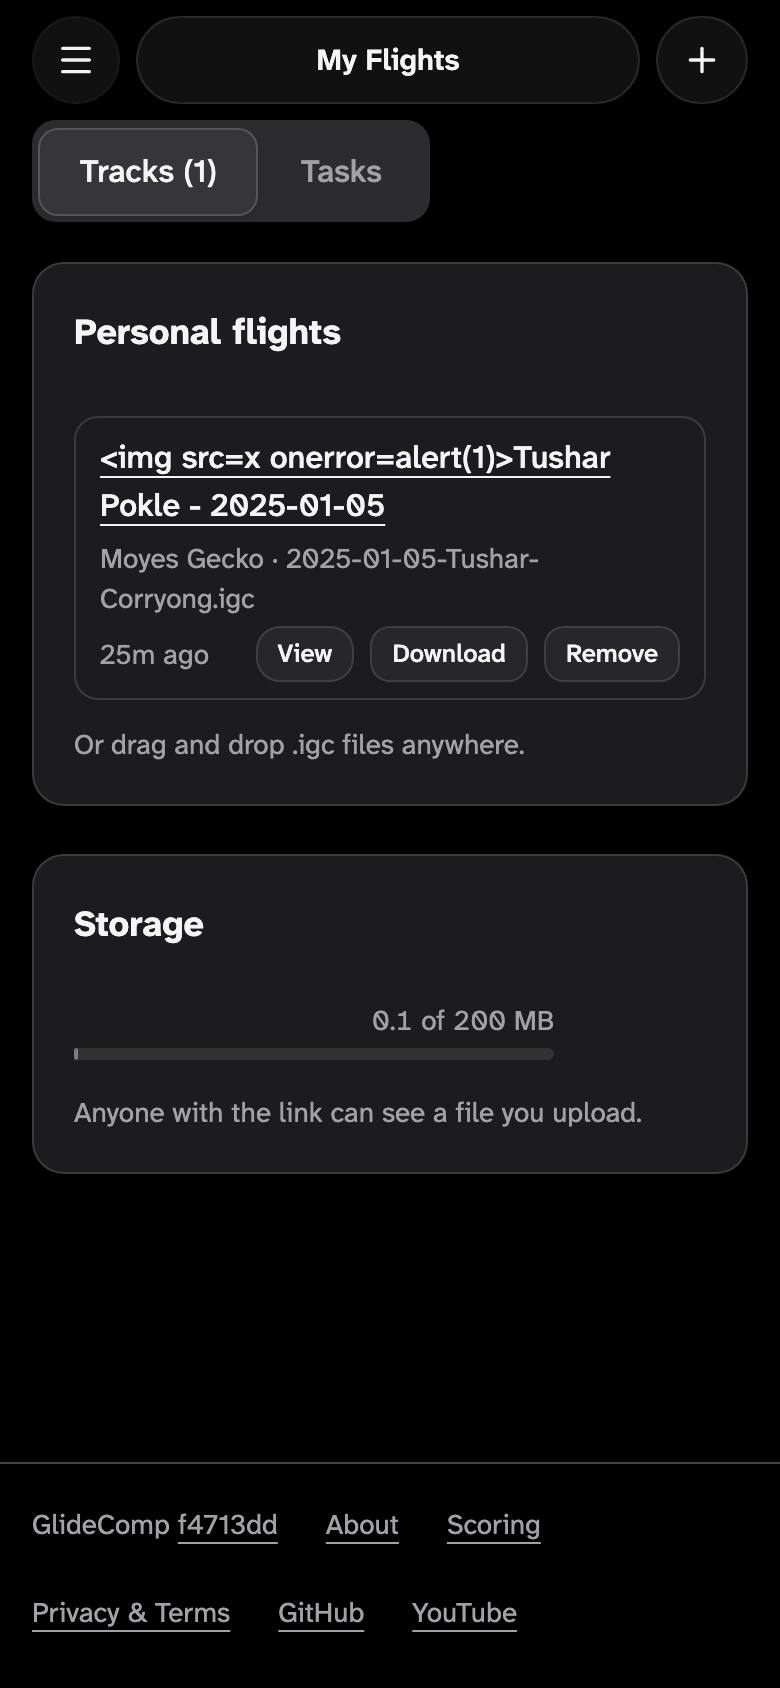 My Flights
Tracks (1)
Tasks
Personal flights
<img src=x onerror=alert(1)>Tushar
Pokle - 2025-01-05
Moyes Gecko · 2025-01-05-Tushar-
Corryong.igc
25m ago
View
Download
Remove
Or drag and drop .igc files anywhere.
Storage
0.1 of 200 MB
Anyone with the link can see a file you upload.
GlideComp f4713dd
About
Scoring
Privacy & Terms
GitHub
YouTube